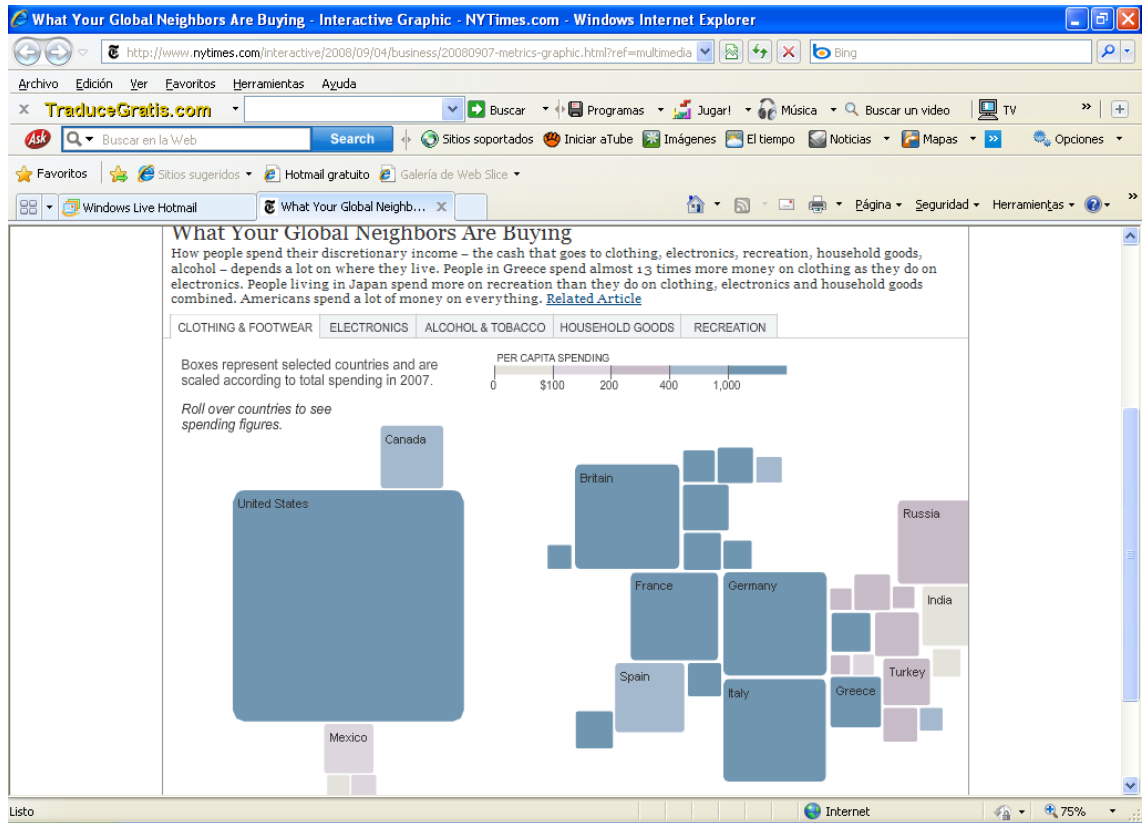 What Your Global Neighbors Are Buying - Interactive Graphic - NYTimes.com - Windows Internet Explorer
http://www.nytimes.com/interactive/2008/09/04/business/20080907-metrics-graphic.html?ref=multimedia Bing
Archivo Edición Ver Favoritos Herramientas Ayuda
x TraduceGratis.com Buscar Programas Jugar! Música Buscar un video TV »
Ask Buscar en la Web Search Sitios soportados Iniciar aTube Imágenes El tiempo Noticias Mapas » Opciones
Favoritos Sitios sugeridos Hotmail gratuito Galería de Web Slice
Windows Live Hotmail What Your Global Neighb... X Página Seguridad Herramientas »
What Your Global Neighbors Are Buying
How people spend their discretionary income – the cash that goes to clothing, electronics, recreation, household goods,
alcohol – depends a lot on where they live. People in Greece spend almost 13 times more money on clothing as they do on
electronics. People living in Japan spend more on recreation than they do on clothing, electronics and household goods
combined. Americans spend a lot of money on everything. Related Article
CLOTHING & FOOTWEAR ELECTRONICS ALCOHOL & TOBACCO HOUSEHOLD GOODS RECREATION
Boxes represent selected countries and are
scaled according to total spending in 2007.
Roll over countries to see
spending figures.
PER CAPITA SPENDING
0 $100 200 400 1,000
Canada
United States
Mexico
Britain
Russia
France
Germany
India
Spain
Italy
Greece
Turkey
Listo Internet 75%